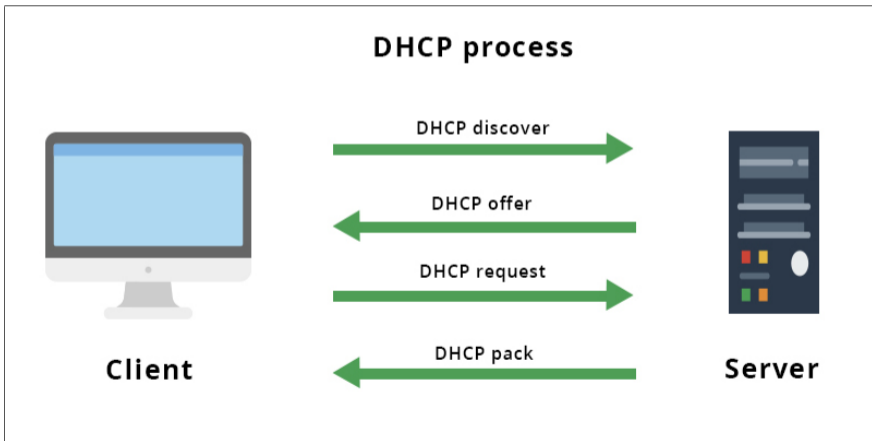 DHCP process
DHCP discover
DHCP offer
DHCP request
DHCP pack
Client
Server